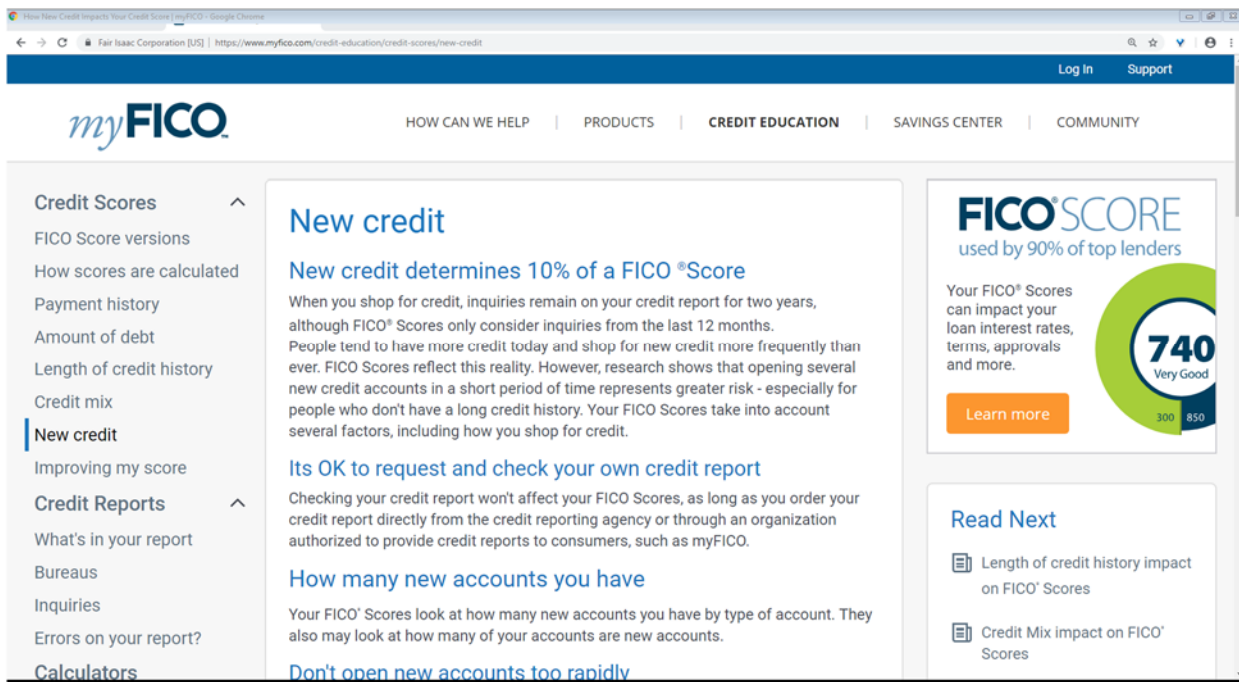 How New Credit Impacts Your Credit Score | myFICO - Google Chrome
Fair Isaac Corporation [US] | https://www.myfico.com/credit-education/credit-scores/new-credit
Log In Support
myFICO™
HOW CAN WE HELP | PRODUCTS | CREDIT EDUCATION | SAVINGS CENTER | COMMUNITY
Credit Scores
FICO Score versions
How scores are calculated
Payment history
Amount of debt
Length of credit history
Credit mix
New credit
Improving my score
Credit Reports
What's in your report
Bureaus
Inquiries
Errors on your report?
Calculators
New credit
New credit determines 10% of a FICO ®Score
When you shop for credit, inquiries remain on your credit report for two years,
although FICO® Scores only consider inquiries from the last 12 months.
People tend to have more credit today and shop for new credit more frequently than
ever. FICO Scores reflect this reality. However, research shows that opening several
new credit accounts in a short period of time represents greater risk - especially for
people who don't have a long credit history. Your FICO Scores take into account
several factors, including how you shop for credit.
Its OK to request and check your own credit report
Checking your credit report won't affect your FICO Scores, as long as you order your
credit report directly from the credit reporting agency or through an organization
authorized to provide credit reports to consumers, such as myFICO.
How many new accounts you have
Your FICO® Scores look at how many new accounts you have by type of account. They
also may look at how many of your accounts are new accounts.
Don't open new accounts too rapidly
FICO® SCORE
used by 90% of top lenders
Your FICO® Scores
can impact your
loan interest rates,
terms, approvals
and more.
Learn more
740
Very Good
300 850
Read Next
Length of credit history impact
on FICO® Scores
Credit Mix impact on FICO®
Scores